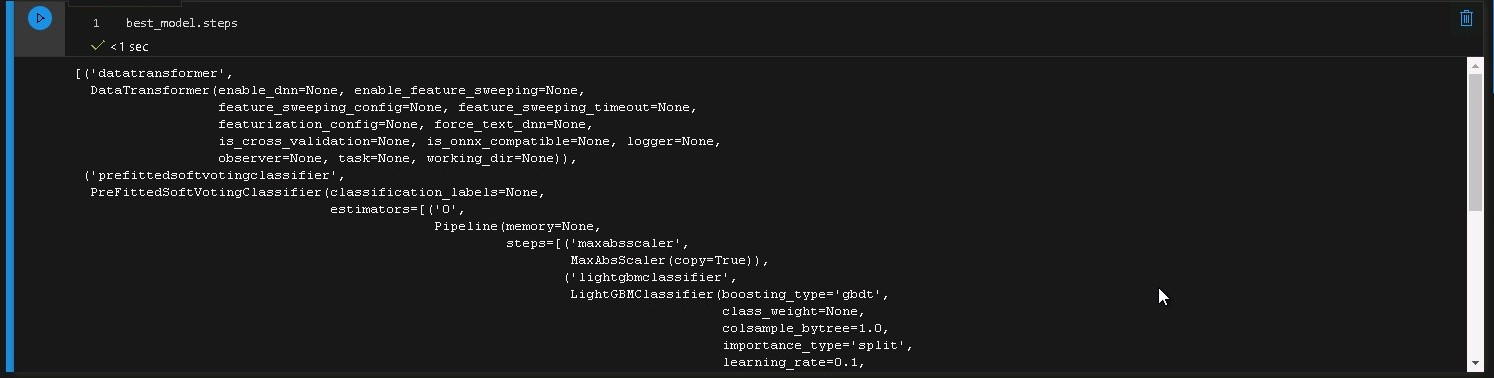 1 best_model.steps
<1 sec
[('datatransformer',
DataTransformer(enable_dnn=None, enable_feature_sweeping=None,
feature_sweeping_config=None, feature_sweeping_timeout=None,
featurization_config=None, force_text_dnn=None,
is_cross_validation=None, is_onnx_compatible=None, logger=None,
observer=None, task=None, working_dir=None)),
('prefittedsoftvotingclassifier',
PreFittedSoftVotingClassifier(classification_labels=None,
estimators=[('0',
Pipeline(memory=None,
steps=[('maxabsscaler',
MaxAbsScaler(copy=True)),
('lightgbmclassifier',
LightGBMClassifier(boosting_type='gbdt',
class_weight=None,
colsample_bytree=1.0,
importance_type='split',
learning_rate=0.1,